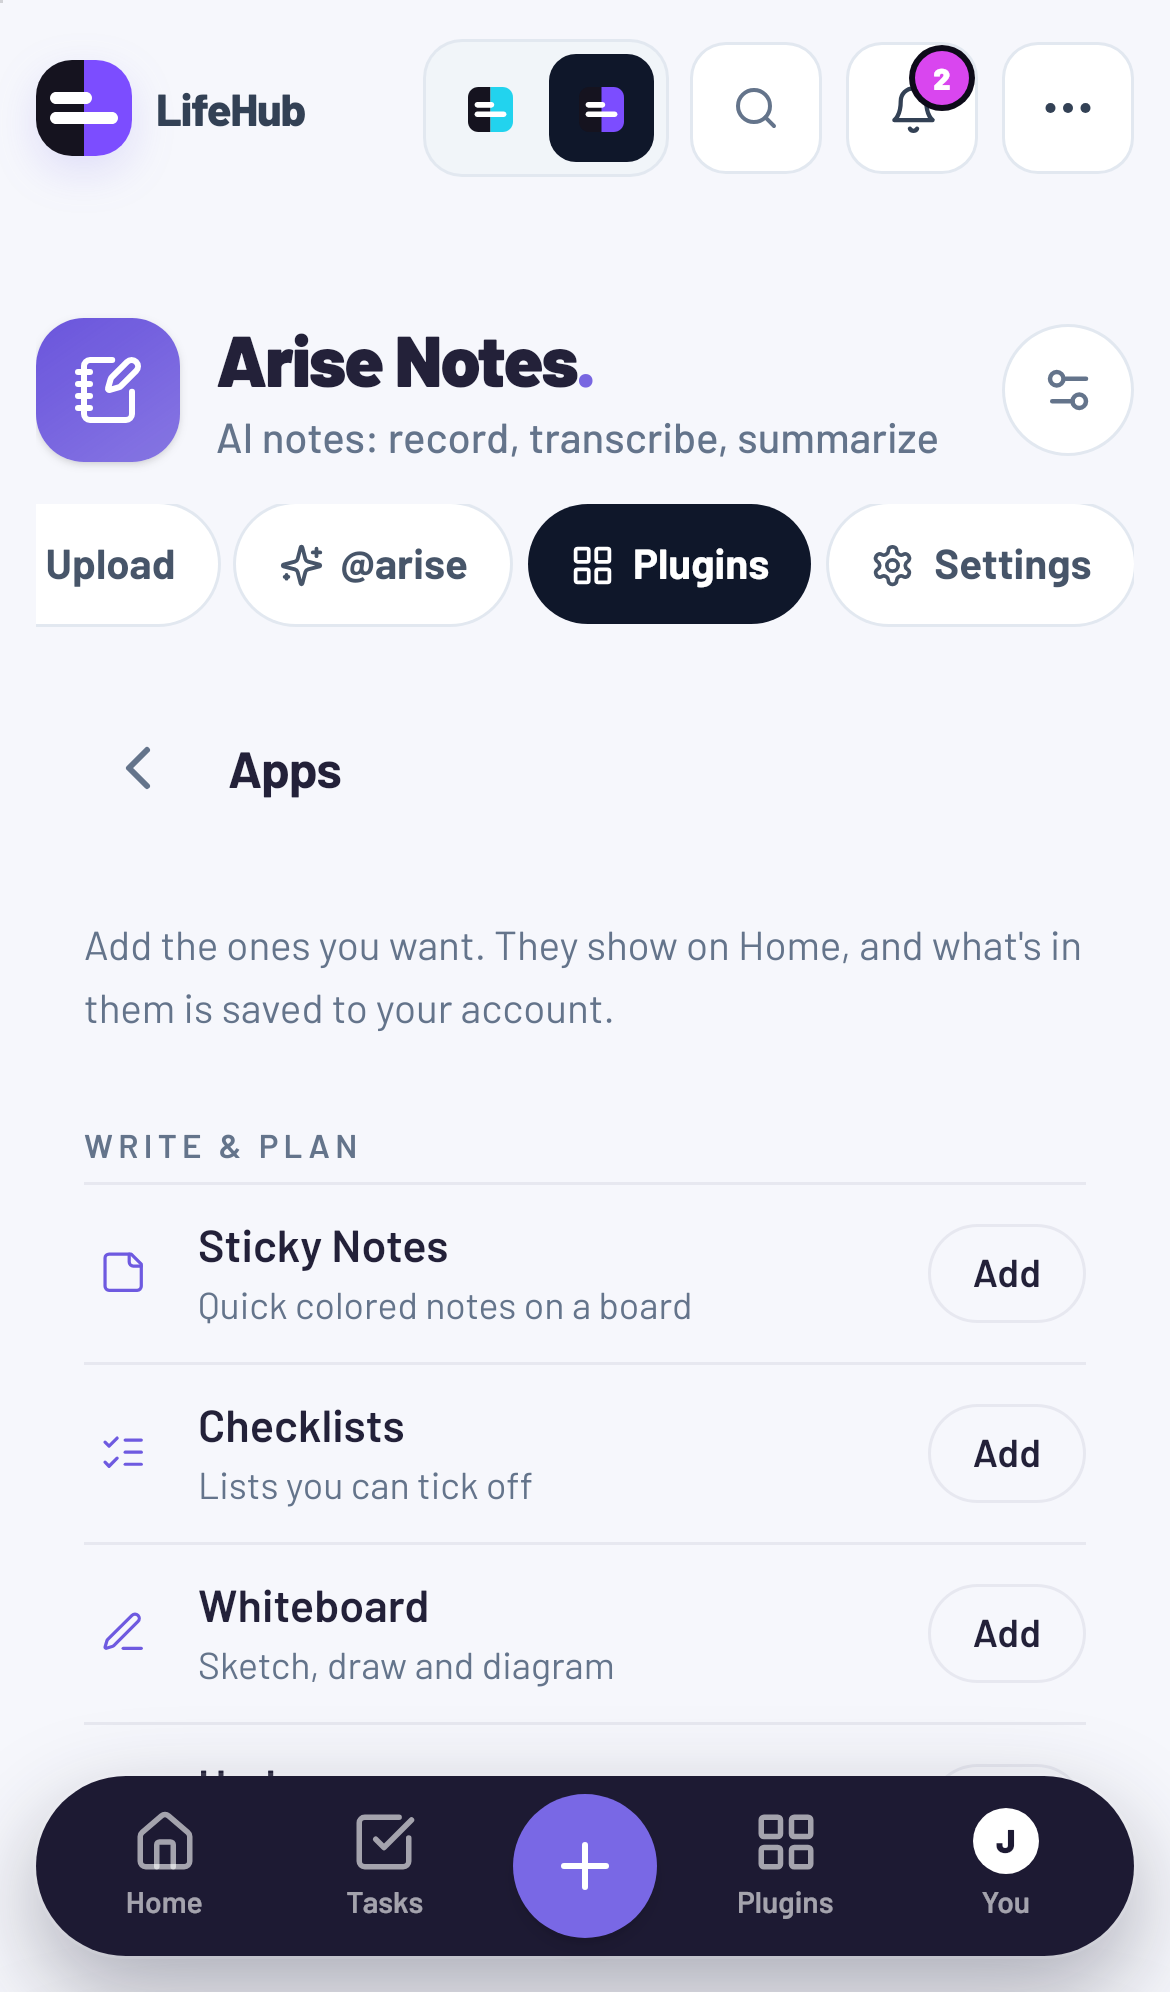 LifeHub
2
Arise Notes.
AI notes: record, transcribe, summarize
Upload
@arise
Plugins
Settings
Apps
Add the ones you want. They show on Home, and what's in
them is saved to your account.
WRITE & PLAN
Sticky Notes
Quick colored notes on a board
Add
Checklists
Lists you can tick off
Add
Whiteboard
Sketch, draw and diagram
Add
Home
Tasks
Plugins
J
You